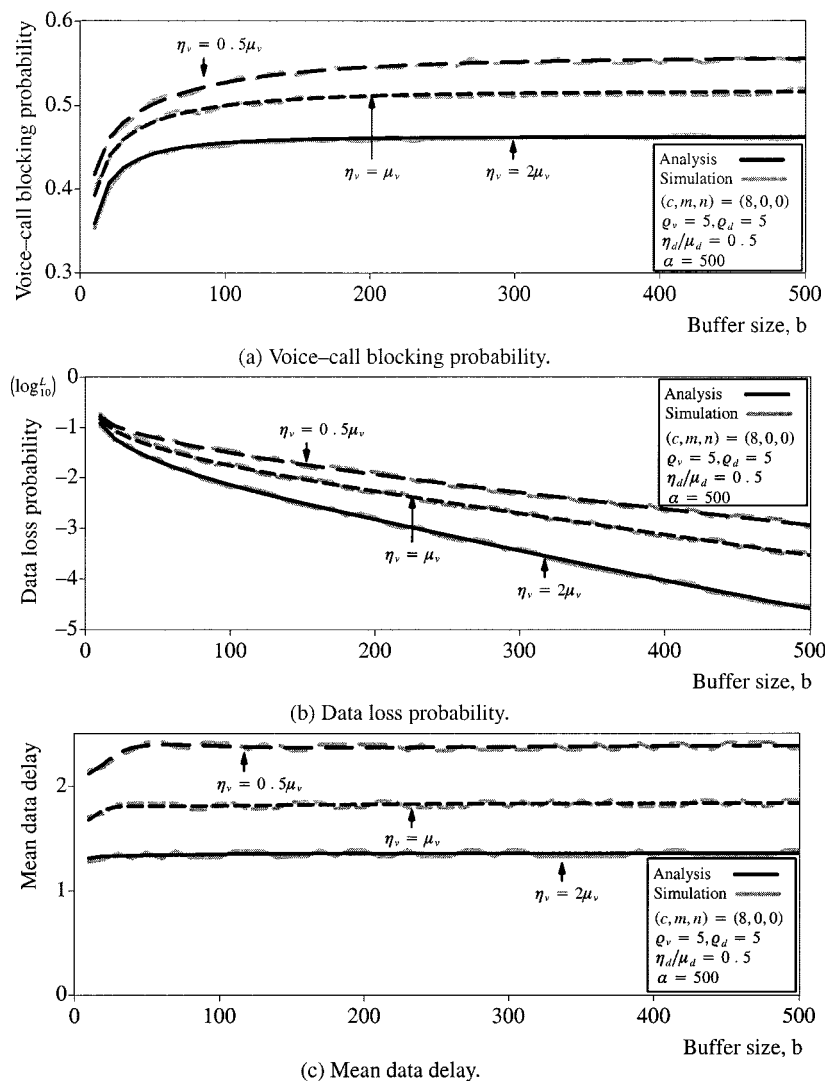 0.6
0.5
0.4
0.3
Voice–call blocking probability
η_v = 0.5μ_v
η_v = μ_v
η_v = 2μ_v
Analysis
Simulation
(c, m, n) = (8, 0, 0)
ϱ_v = 5, ϱ_d = 5
η_d/μ_d = 0.5
α = 500
0 100 200 300 400 500
Buffer size, b
(a) Voice–call blocking probability.
(log₁₀^L)
0
–1
–2
–3
–4
–5
Data loss probability
η_v = 0.5μ_v
η_v = μ_v
η_v = 2μ_v
Analysis
Simulation
(c, m, n) = (8, 0, 0)
ϱ_v = 5, ϱ_d = 5
η_d/μ_d = 0.5
α = 500
0 100 200 300 400 500
Buffer size, b
(b) Data loss probability.
2
1
0
Mean data delay
η_v = 0.5μ_v
η_v = μ_v
η_v = 2μ_v
Analysis
Simulation
(c, m, n) = (8, 0, 0)
ϱ_v = 5, ϱ_d = 5
η_d/μ_d = 0.5
α = 500
0 100 200 300 400 500
Buffer size, b
(c) Mean data delay.